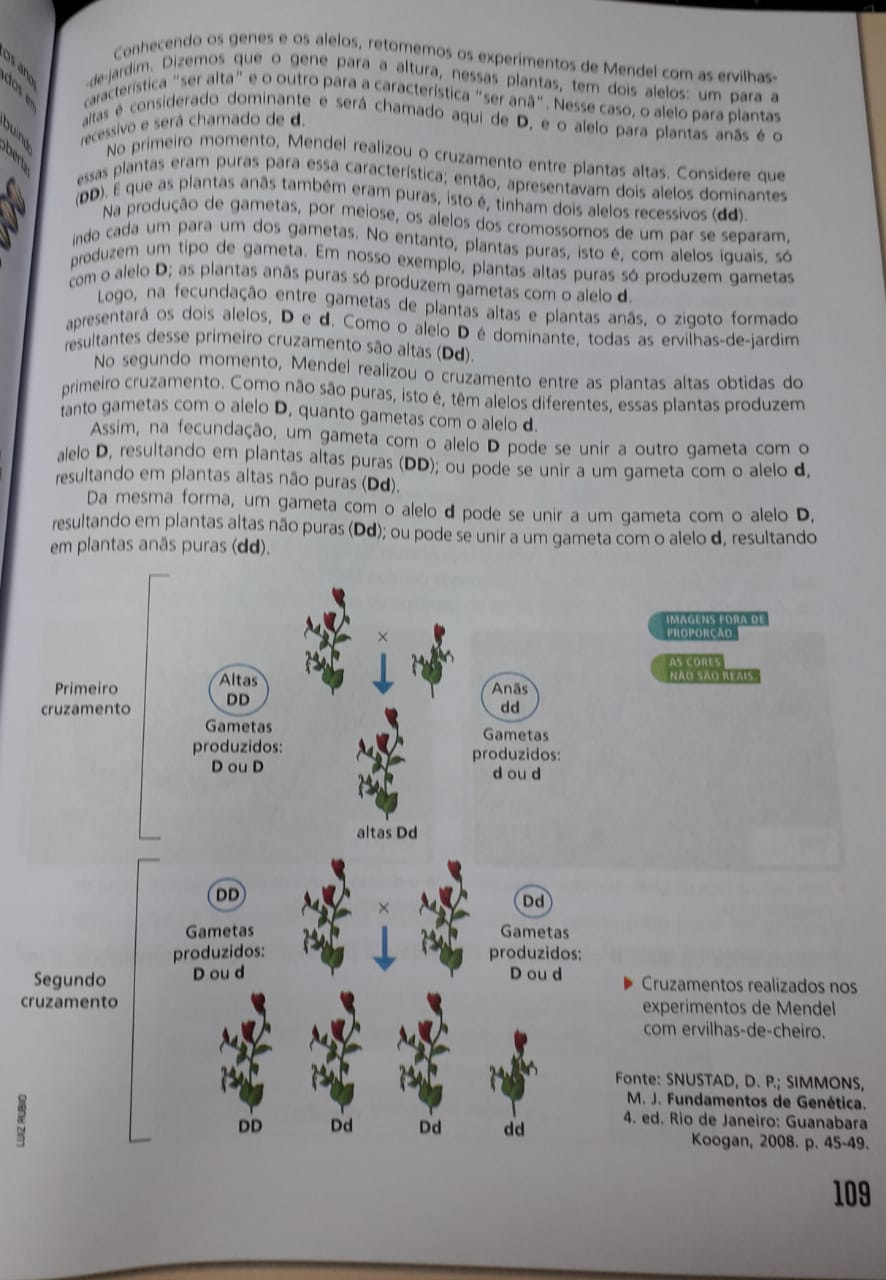 tos anos
ados em
ibuindo
obertas
Conhecendo os genes e os alelos, retomemos os experimentos de Mendel com as ervilhas-
-de-jardim. Dizemos que o gene para a altura, nessas plantas, tem dois alelos: um para a
característica "ser alta" e o outro para a característica "ser anã". Nesse caso, o alelo para plantas
altas é considerado dominante e será chamado aqui de D, e o alelo para plantas anãs é o
recessivo e será chamado de d.
No primeiro momento, Mendel realizou o cruzamento entre plantas altas. Considere que
essas plantas eram puras para essa característica; então, apresentavam dois alelos dominantes
(DD). E que as plantas anãs também eram puras, isto é, tinham dois alelos recessivos (dd).
Na produção de gametas, por meiose, os alelos dos cromossomos de um par se separam,
indo cada um para um dos gametas. No entanto, plantas puras, isto é, com alelos iguais, só
produzem um tipo de gameta. Em nosso exemplo, plantas altas puras só produzem gametas
com o alelo D; as plantas anãs puras só produzem gametas com o alelo d.
Logo, na fecundação entre gametas de plantas altas e plantas anãs, o zigoto formado
apresentará os dois alelos, D e d. Como o alelo D é dominante, todas as ervilhas-de-jardim
resultantes desse primeiro cruzamento são altas (Dd).
No segundo momento, Mendel realizou o cruzamento entre as plantas altas obtidas do
primeiro cruzamento. Como não são puras, isto é, têm alelos diferentes, essas plantas produzem
tanto gametas com o alelo D, quanto gametas com o alelo d.
Assim, na fecundação, um gameta com o alelo D pode se unir a outro gameta com o
alelo D, resultando em plantas altas puras (DD); ou pode se unir a um gameta com o alelo d,
resultando em plantas altas não puras (Dd).
Da mesma forma, um gameta com o alelo d pode se unir a um gameta com o alelo D,
resultando em plantas altas não puras (Dd); ou pode se unir a um gameta com o alelo d, resultando
em plantas anãs puras (dd).
IMAGENS FORA DE
PROPORÇÃO.
AS CORES
NÃO SÃO REAIS.
Primeiro
cruzamento
Altas
DD
Gametas
produzidos:
D ou D
×
Anãs
dd
Gametas
produzidos:
d ou d
altas Dd
Segundo
cruzamento
DD
Gametas
produzidos:
D ou d
×
Dd
Gametas
produzidos:
D ou d
DD
Dd
Dd
dd
Cruzamentos realizados nos
experimentos de Mendel
com ervilhas-de-cheiro.
Fonte: SNUSTAD, D. P.; SIMMONS,
M. J. Fundamentos de Genética.
4. ed. Rio de Janeiro: Guanabara
Koogan, 2008. p. 45-49.
LUIZ RUBIO
109